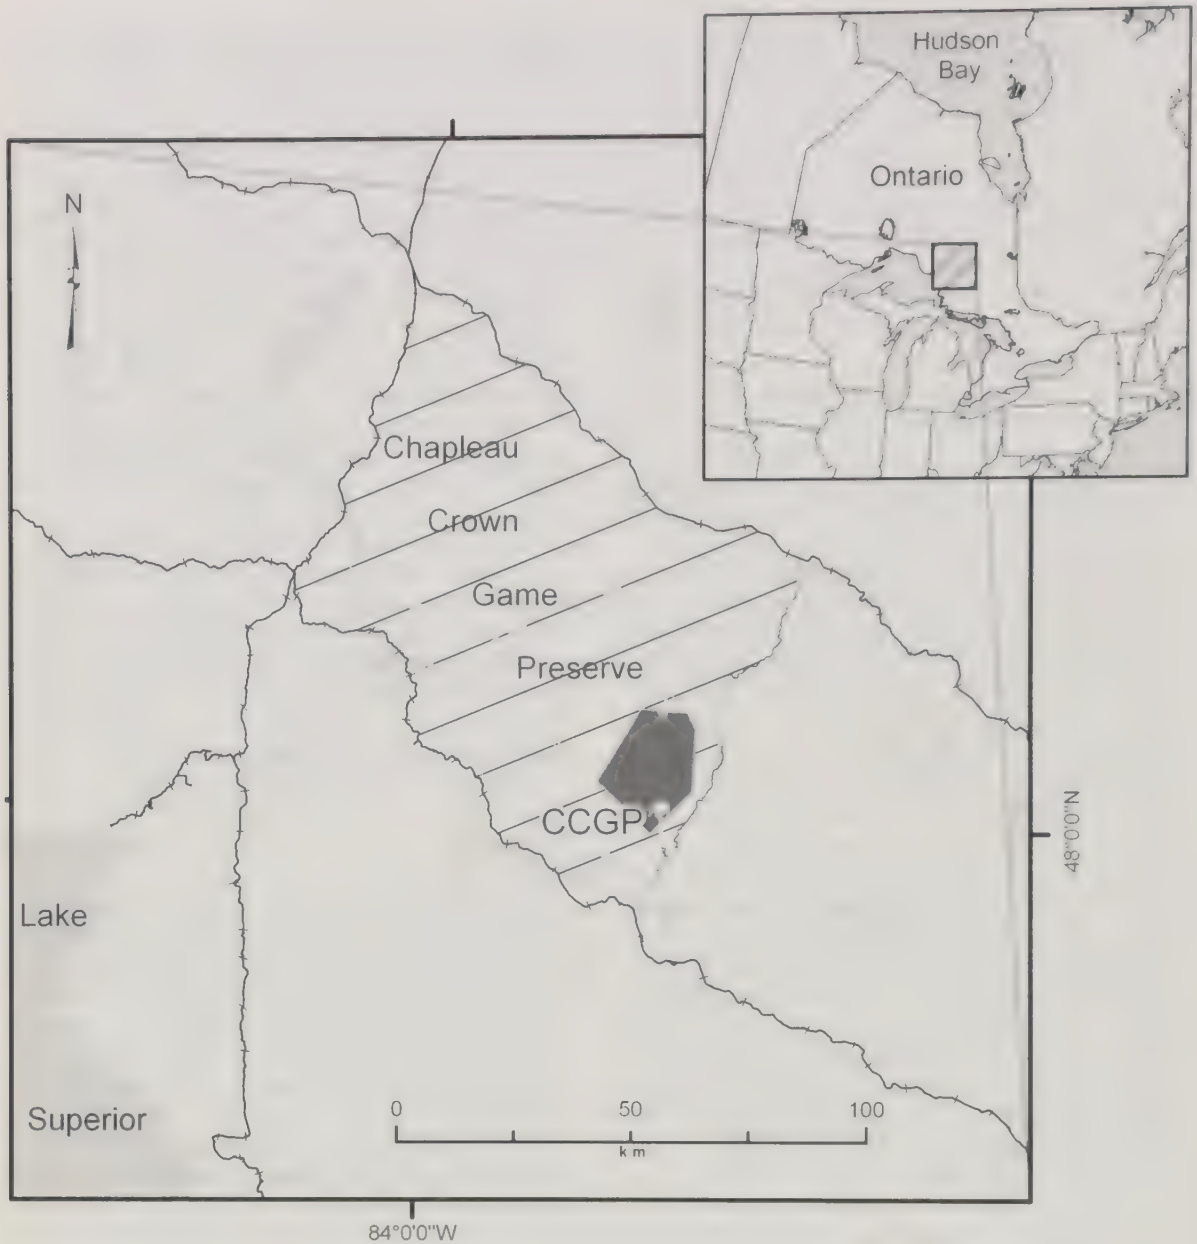 Hudson
Bay
Ontario
N
Chapleau
Crown
Game
Preserve
CCGP
48°0'0"N
Lake
Superior
0 50 100
km
84°0'0"W